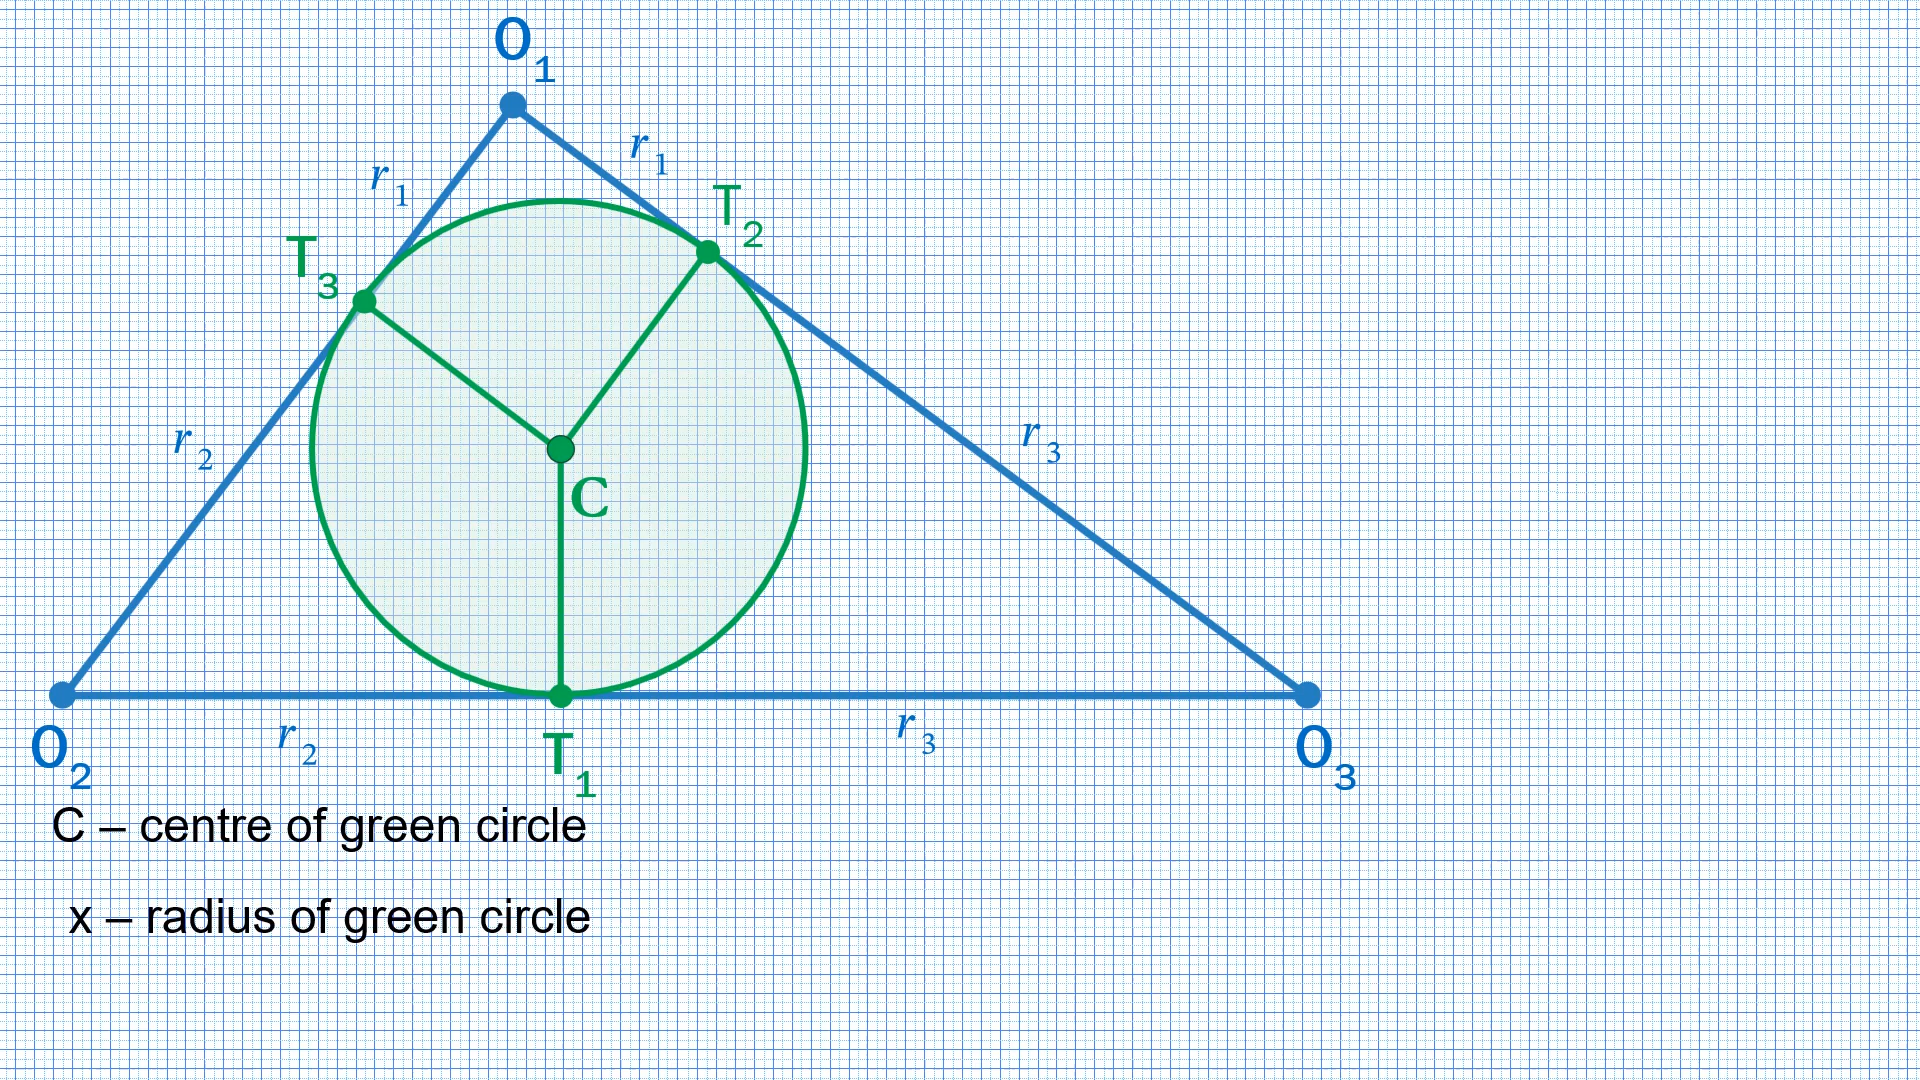 O₁
r₁
r₁
T₂
T₃
r₂
r₃
C
r₂
T₁
r₃
O₂
O₃
C – centre of green circle
x – radius of green circle